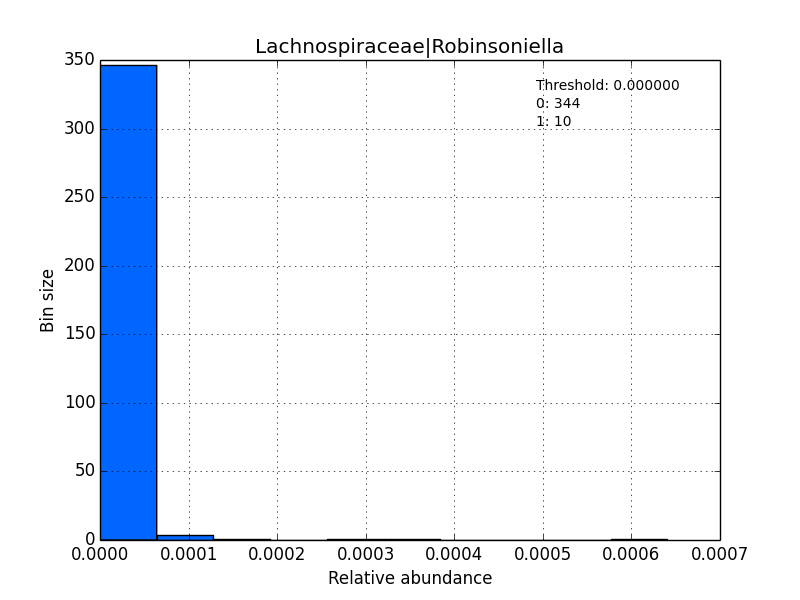 Lachnospiraceae|Robinsoniella
Threshold: 0.000000
0: 344
1: 10
350
300
250
200
150
100
50
0
Bin size
0.0000 0.0001 0.0002 0.0003 0.0004 0.0005 0.0006 0.0007
Relative abundance